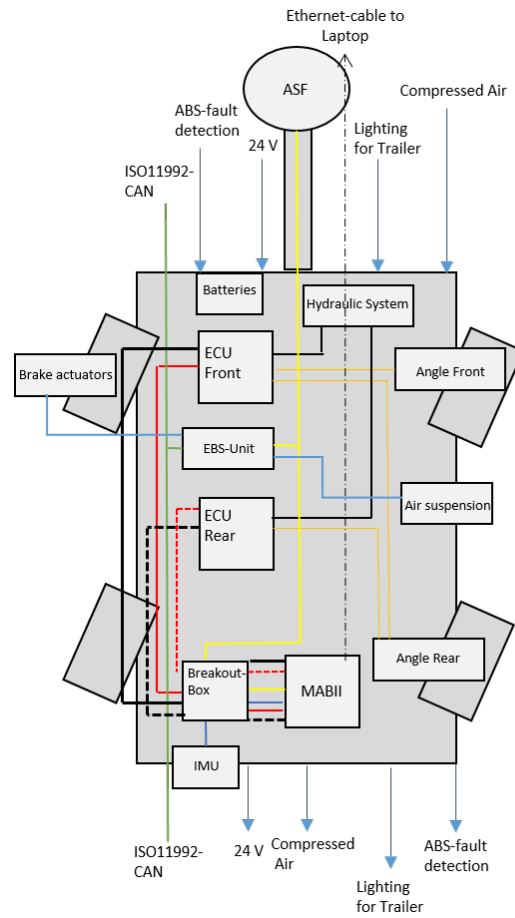 Ethernet-cable to
Laptop
ASF
Compressed Air
ABS-fault
detection
24 V
Lighting
for Trailer
ISO11992-
CAN
Batteries
Hydraulic System
ECU
Front
Brake actuators
Angle Front
EBS-Unit
ECU
Rear
Air suspension
Angle Rear
Breakout-
Box
MABII
IMU
ISO11992-
CAN
24 V
Compressed
Air
Lighting
for Trailer
ABS-fault
detection